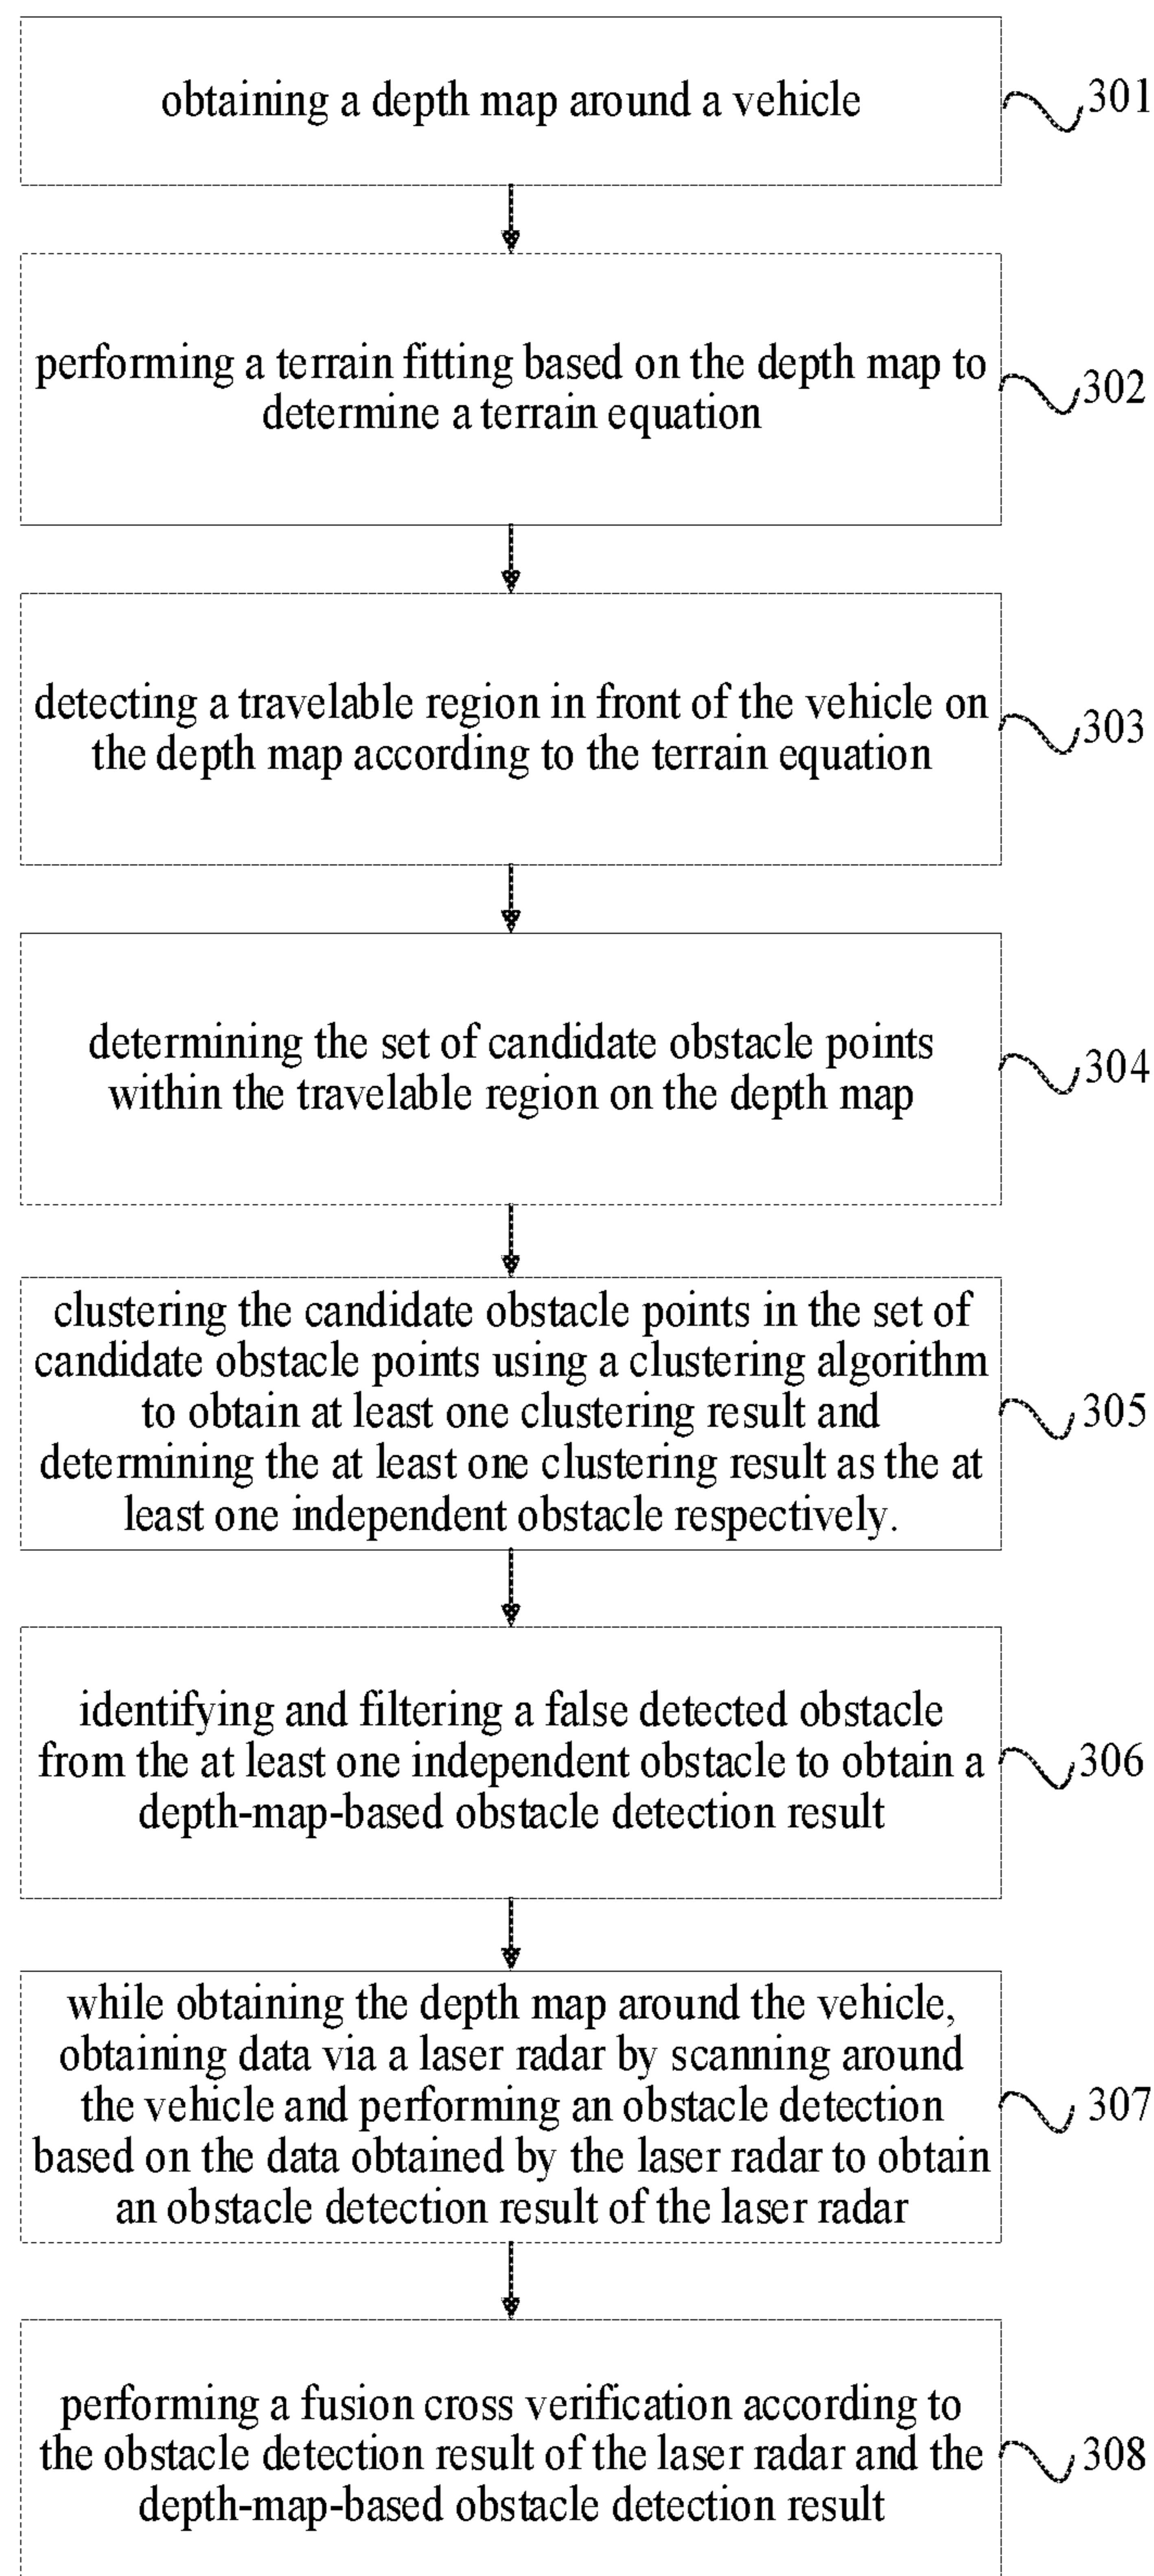 obtaining a depth map around a vehicle
301
performing a terrain fitting based on the depth map to
determine a terrain equation
302
detecting a travelable region in front of the vehicle on
the depth map according to the terrain equation
303
determining the set of candidate obstacle points
within the travelable region on the depth map
304
clustering the candidate obstacle points in the set of
candidate obstacle points using a clustering algorithm
to obtain at least one clustering result and
determining the at least one clustering result as the at
least one independent obstacle respectively.
305
identifying and filtering a false detected obstacle
from the at least one independent obstacle to obtain a
depth-map-based obstacle detection result
306
while obtaining the depth map around the vehicle,
obtaining data via a laser radar by scanning around
the vehicle and performing an obstacle detection
based on the data obtained by the laser radar to obtain
an obstacle detection result of the laser radar
307
performing a fusion cross verification according to
the obstacle detection result of the laser radar and the
depth-map-based obstacle detection result
308